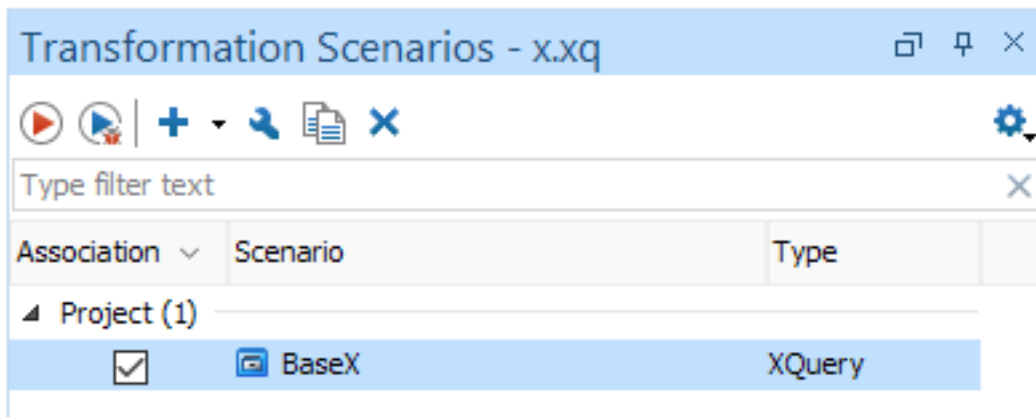 Transformation Scenarios - x.xq
Type filter text
Association Scenario Type
Project (1)
BaseX XQuery